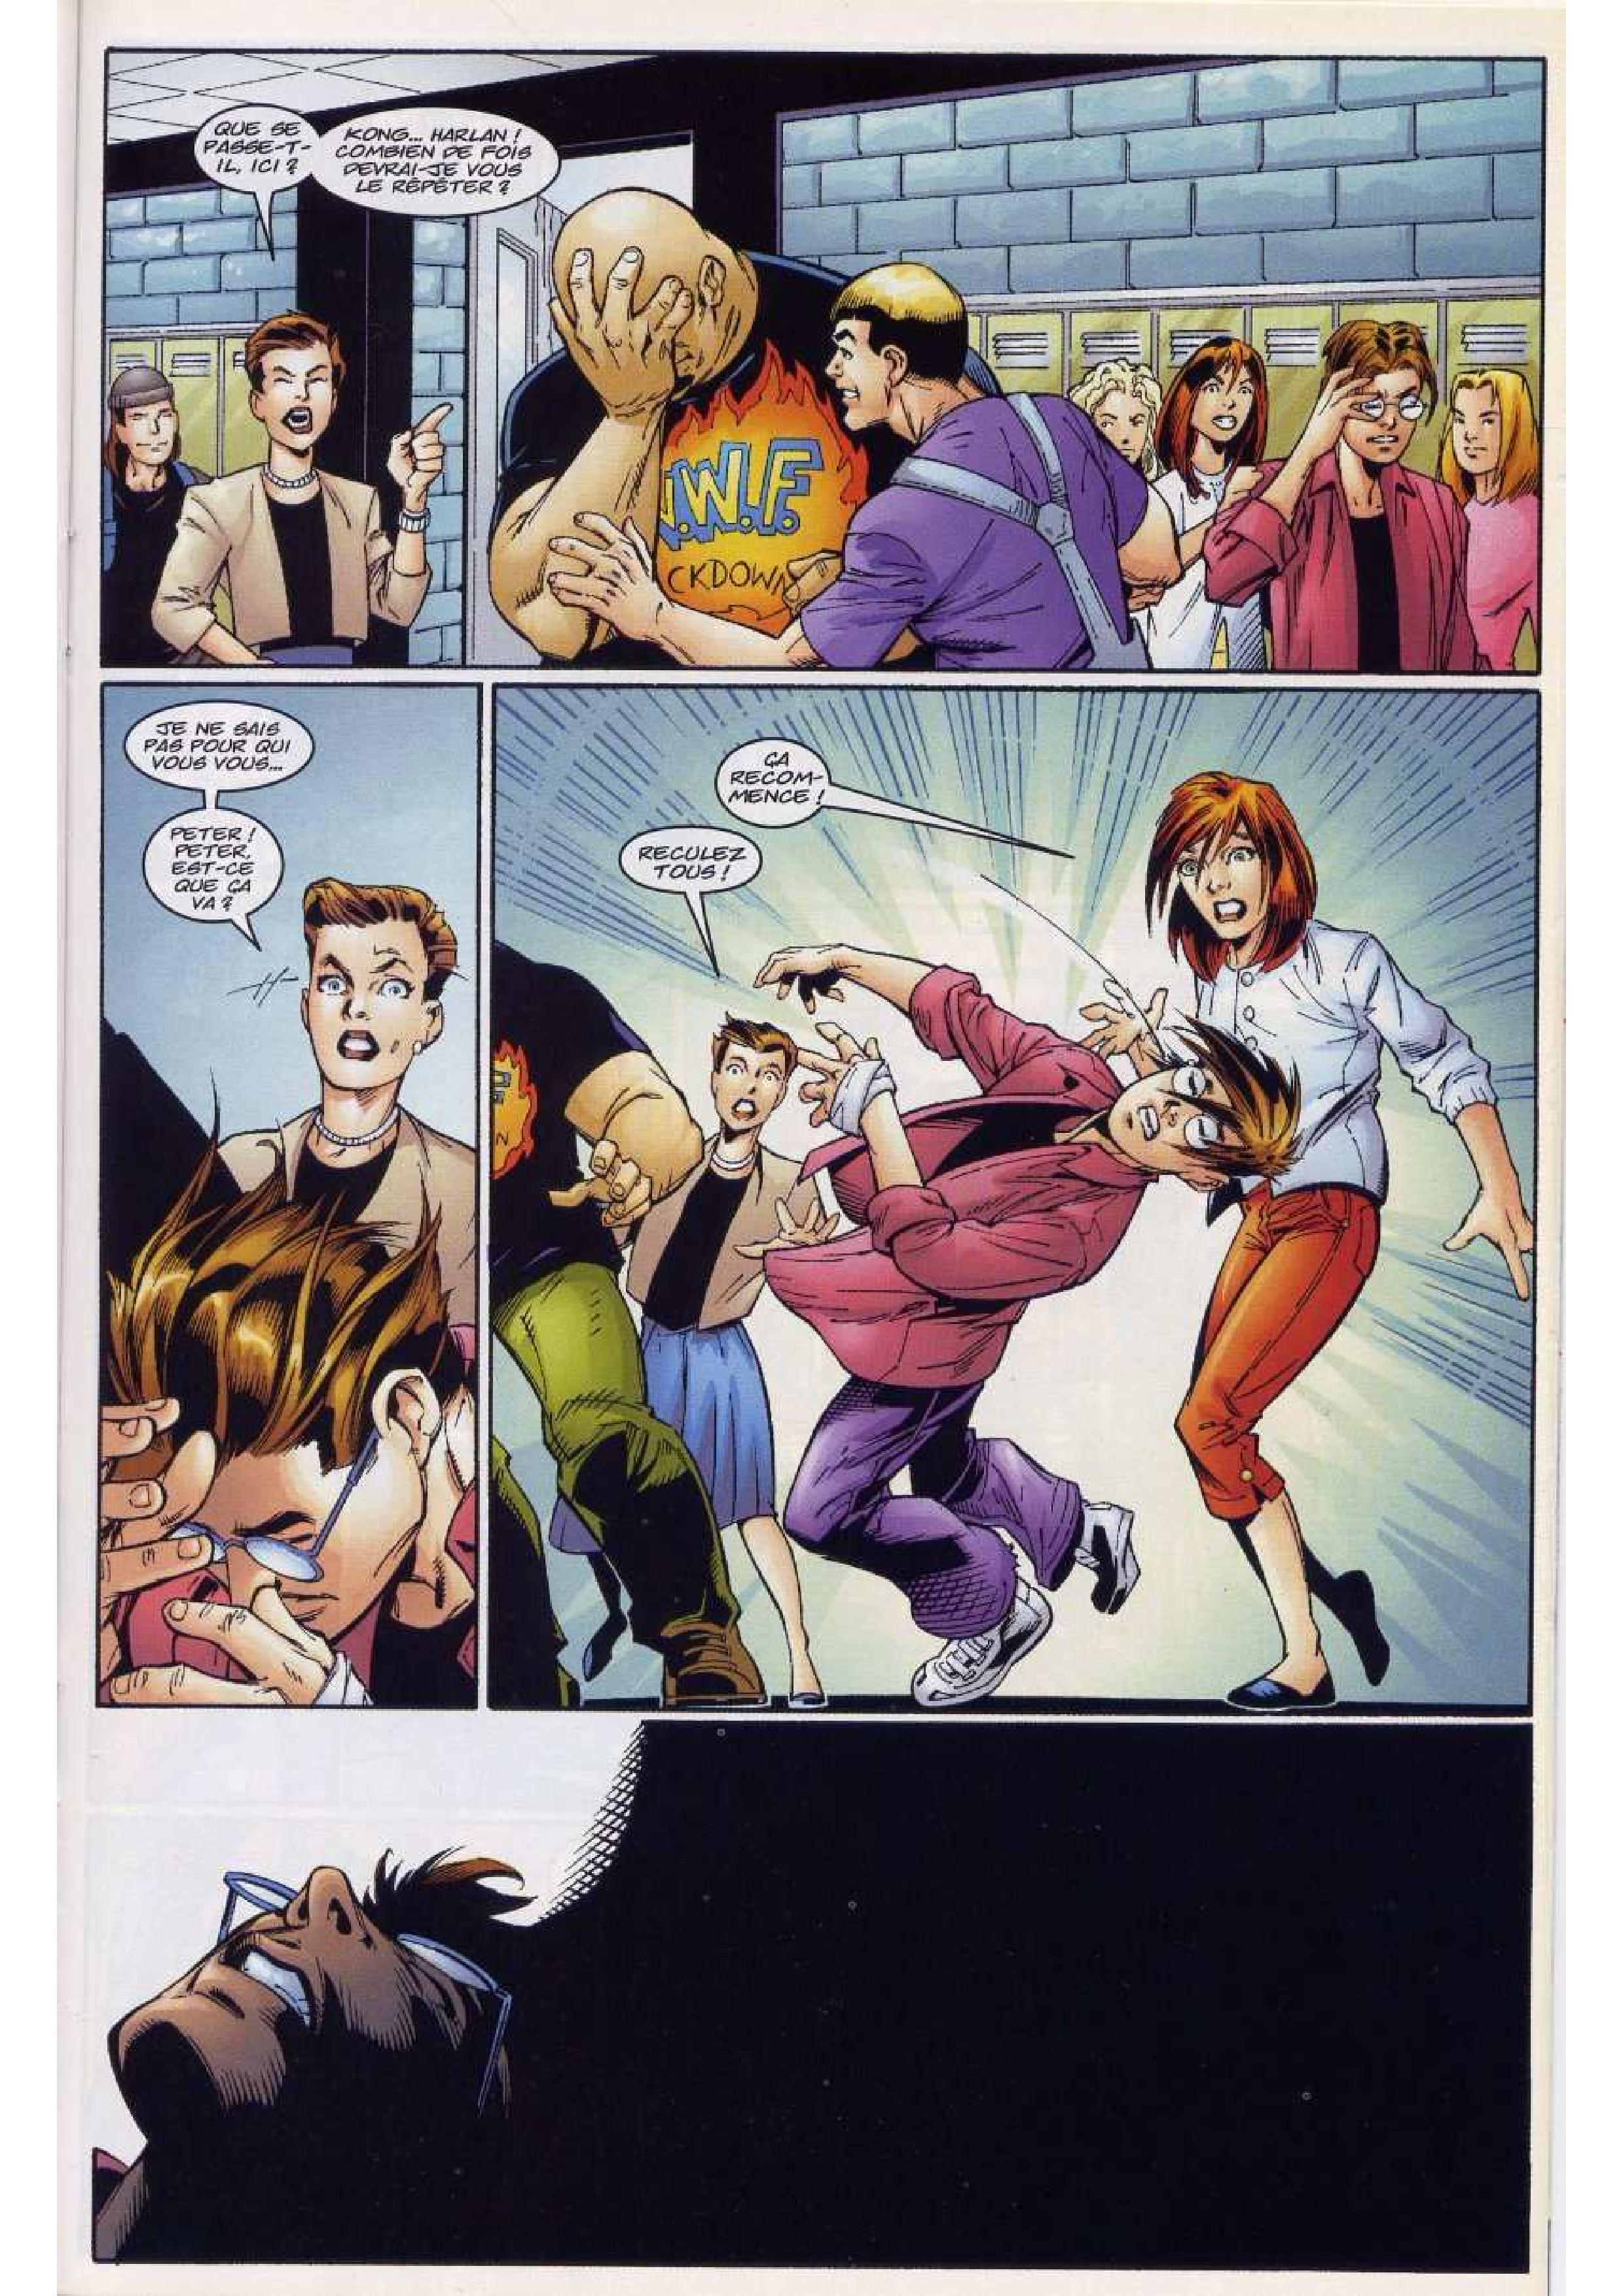 QUE SE
PASSE-T-
IL, ICI ?
KONG... HARLAN !
COMBIEN DE FOIS
DEVRAI-JE VOUS
LE RÉPÉTER ?
.W.F.
CKDOWN
JE NE SAIS
PAS POUR QUI
VOUS VOUS...
PETER !
PETER,
EST-CE
QUE ÇA
VA ?
ÇA
RECOM-
MENCE !
RECULEZ
TOUS !